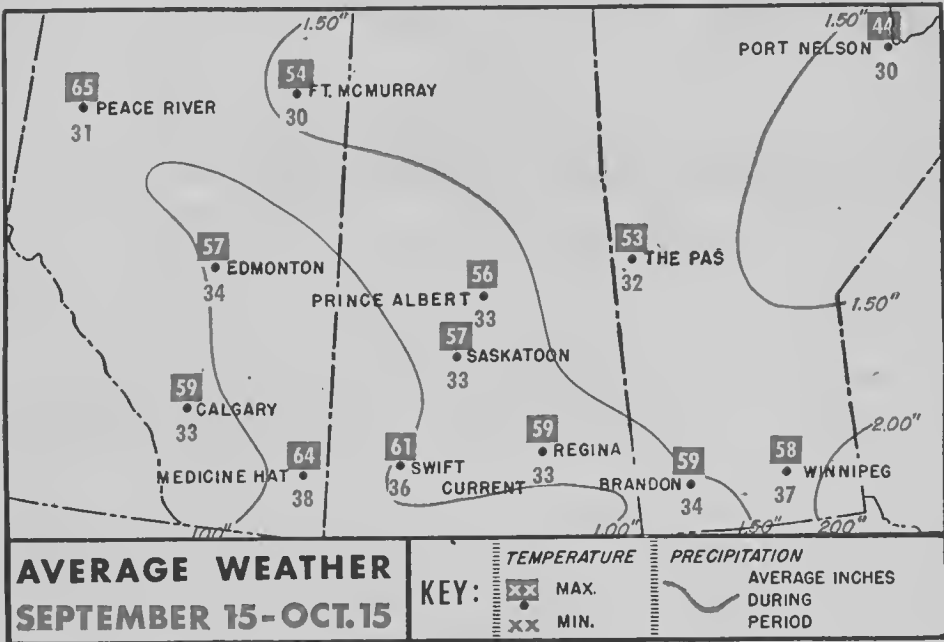 1.50"
1.50"
44
PORT NELSON
30
65
PEACE RIVER
31
54
FT. MCMURRAY
30
57
EDMONTON
34
53
THE PAS
32
56
PRINCE ALBERT
33
1.50"
57
SASKATOON
33
59
CALGARY
33
64
MEDICINE HAT
38
61
SWIFT
CURRENT
36
59
REGINA
33
59
BRANDON
34
58
WINNIPEG
37
2.00"
1.00"
1.00"
1.50"
2.00"
AVERAGE WEATHER
SEPTEMBER 15-OCT.15
KEY:
TEMPERATURE
XX MAX.
XX MIN.
PRECIPITATION
AVERAGE INCHES
DURING
PERIOD